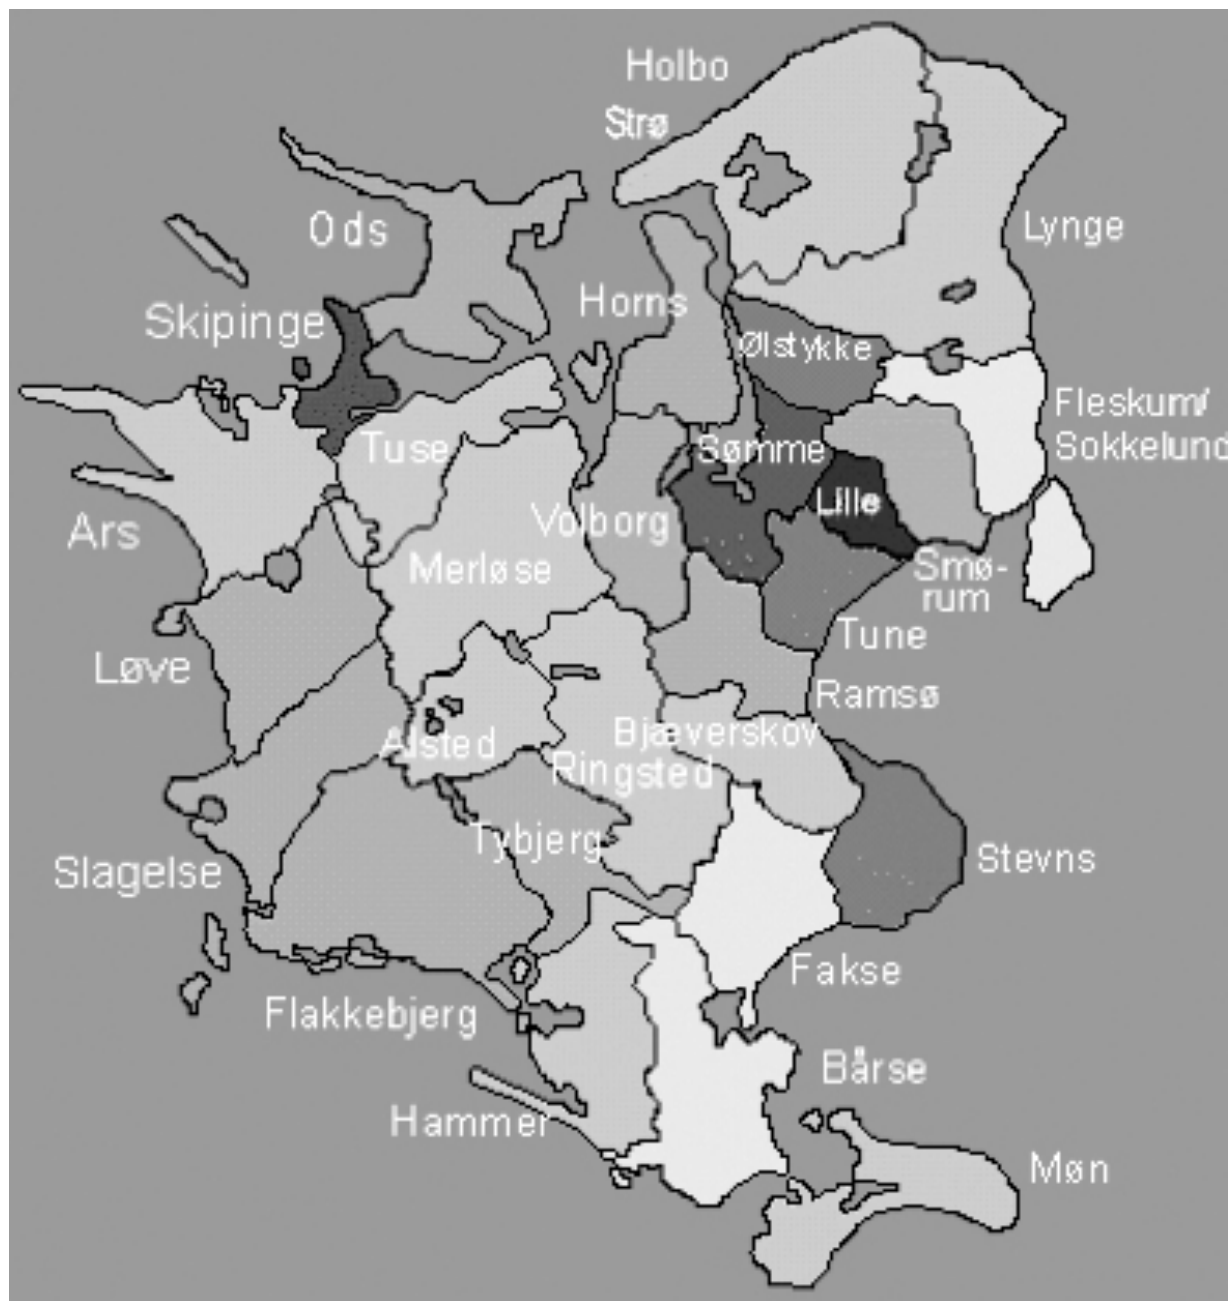 Holbo
Strø
Ods
Lynge
Horns
Skipinge
Ølstykke
Fleskum/
Sokkelund
Tuse
Sømme
Lille
Volborg
Ars
Merløse
Smø-
rum
Tune
Løve
Ramsø
Bjæverskov
Alsted
Ringsted
Tybjerg
Stevns
Slagelse
Fakse
Flakkebjerg
Bårse
Hammer
Møn